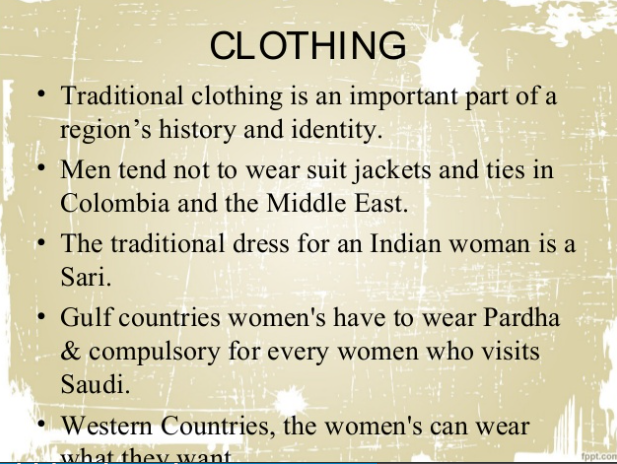 CLOTHING
• Traditional clothing is an important part of a
region’s history and identity.
• Men tend not to wear suit jackets and ties in
Colombia and the Middle East.
• The traditional dress for an Indian woman is a
Sari.
• Gulf countries women's have to wear Pardha
& compulsory for every women who visits
Saudi.
• Western Countries, the women's can wear
what they want
fppt.com